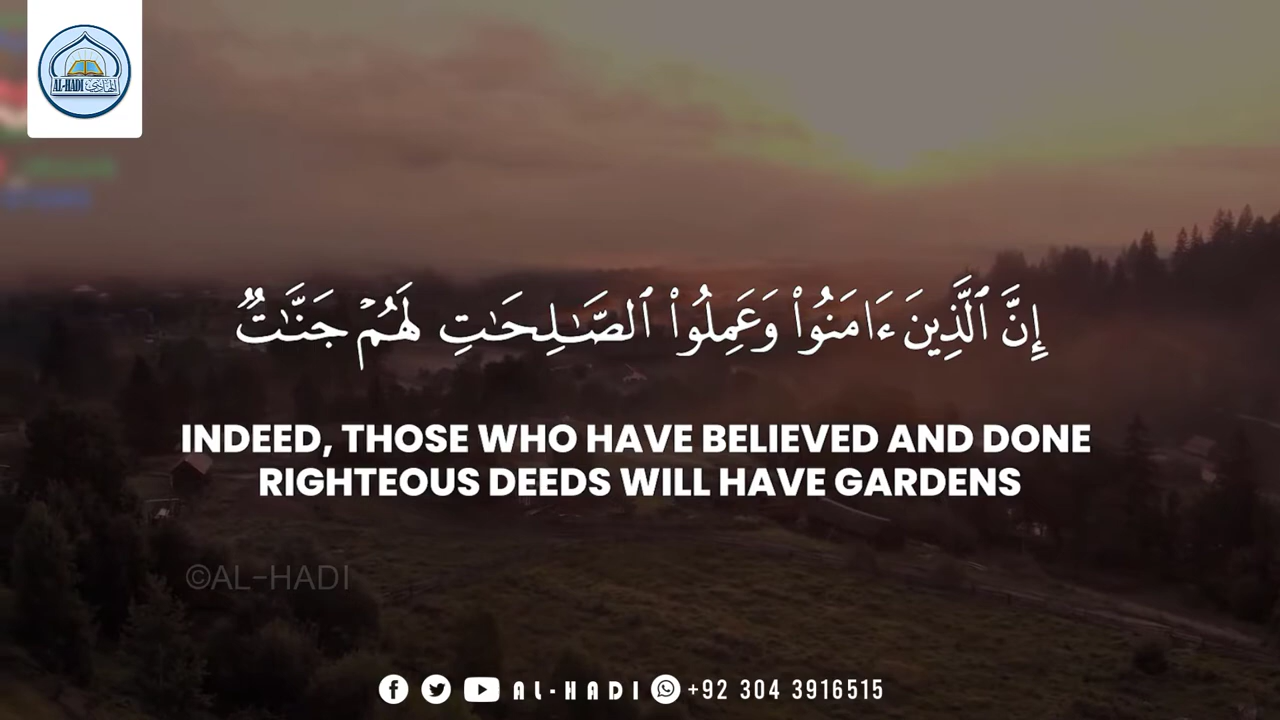 AL-HADI
إِنَّ ٱلَّذِينَ ءَامَنُوا۟ وَعَمِلُوا۟ ٱلصَّـٰلِحَـٰتِ لَهُمۡ جَنَّـٰتٌۭ
INDEED, THOSE WHO HAVE BELIEVED AND DONE
RIGHTEOUS DEEDS WILL HAVE GARDENS
©AL-HADI
AL-HADI +92 304 3916515